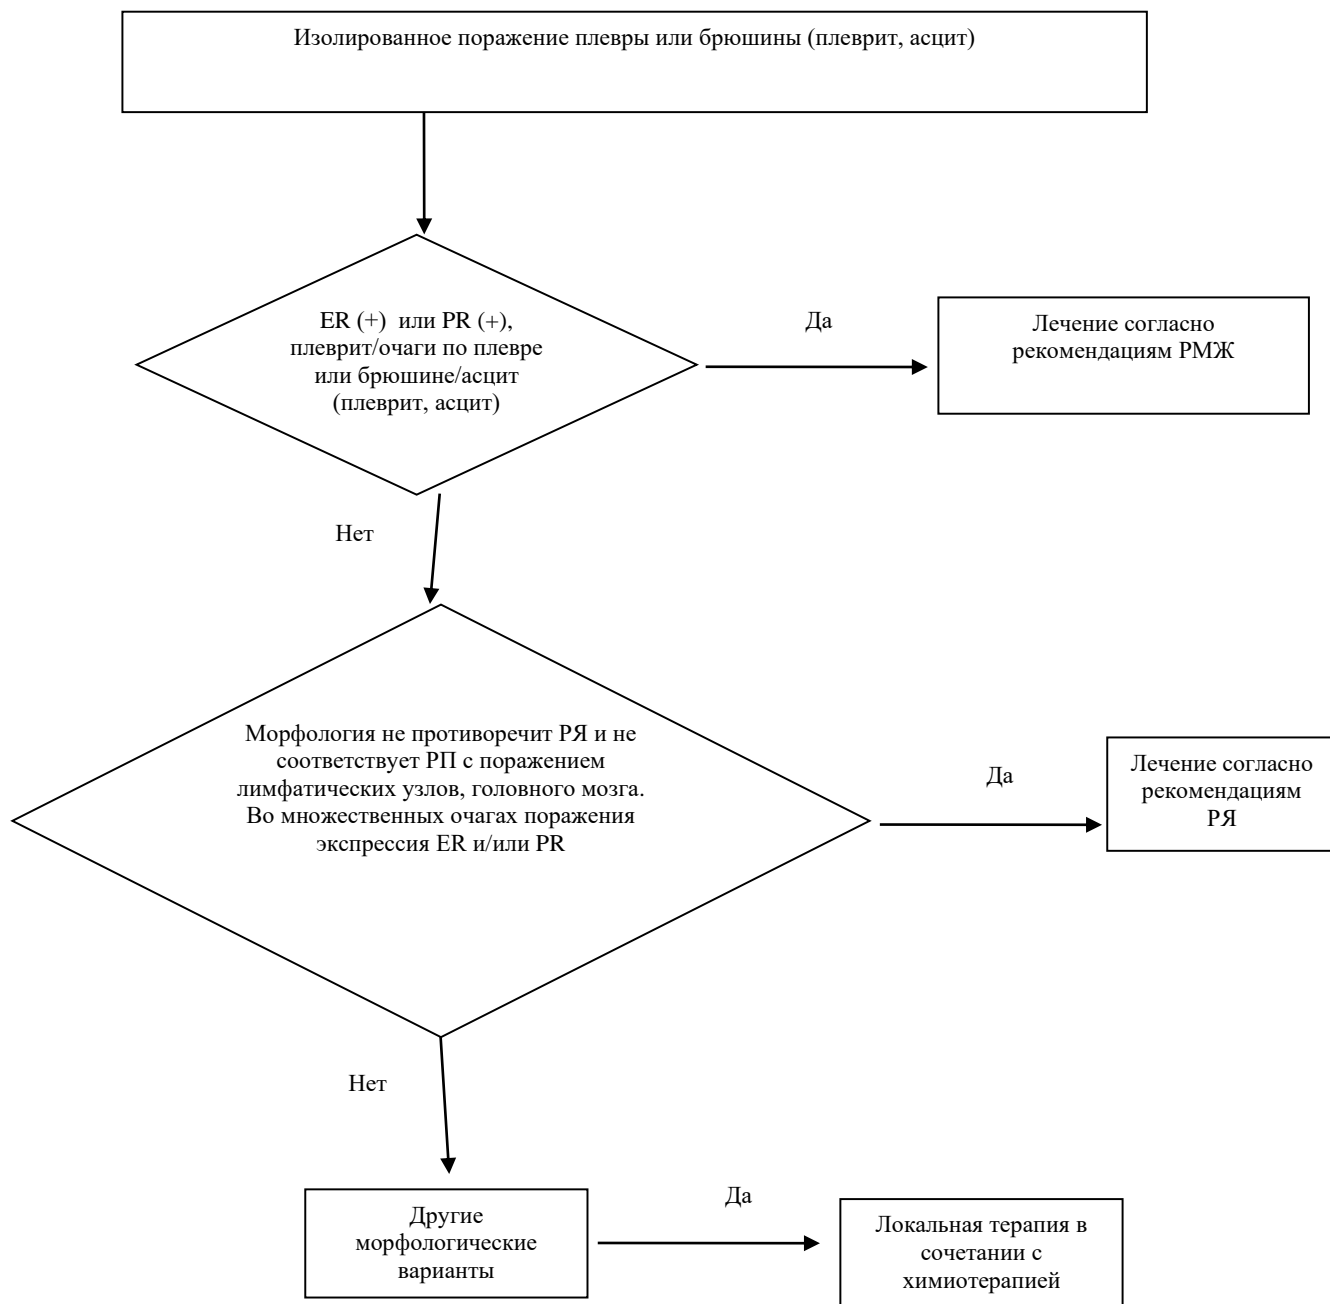 Изолированное поражение плевры или брюшины (плеврит, асцит)
ER (+) или PR (+),
плеврит/очаги по плевре
или брюшине/асцит
(плеврит, асцит)
Да
Лечение согласно
рекомендациям РМЖ
Нет
Морфология не противоречит РЯ и не
соответствует РП с поражением
лимфатических узлов, головного мозга.
Во множественных очагах поражения
экспрессия ER и/или PR
Да
Лечение согласно
рекомендациям
РЯ
Нет
Другие
морфологические
варианты
Да
Локальная терапия в
сочетании с
химиотерапией